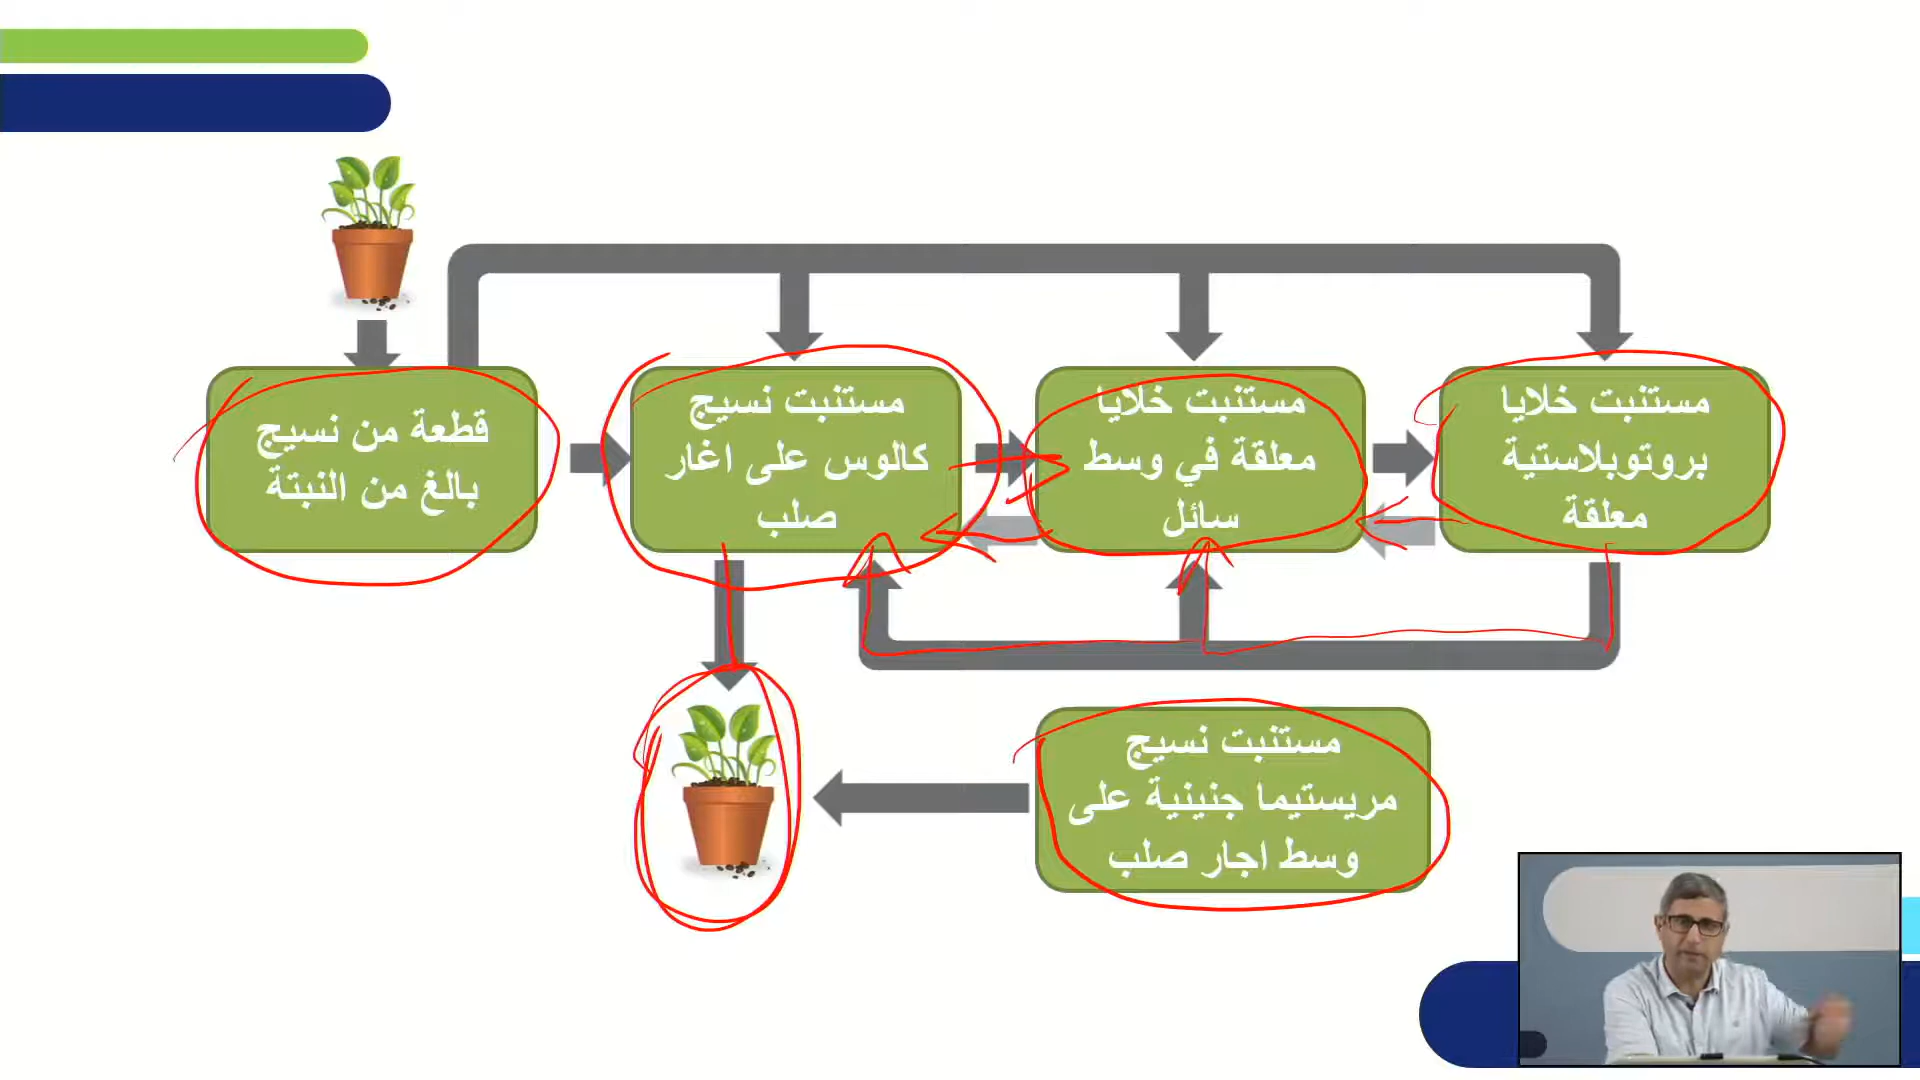 قطعة من نسيج
بالغ من النبتة
مستنبت نسيج
كالوس على اغار
صلب
مستنبت خلايا
معلقة في وسط
سائل
مستنبت خلايا
بروتوبلاستية
معلقة
مستنبت نسيج
مريستيما جنينية على
وسط اجار صلب